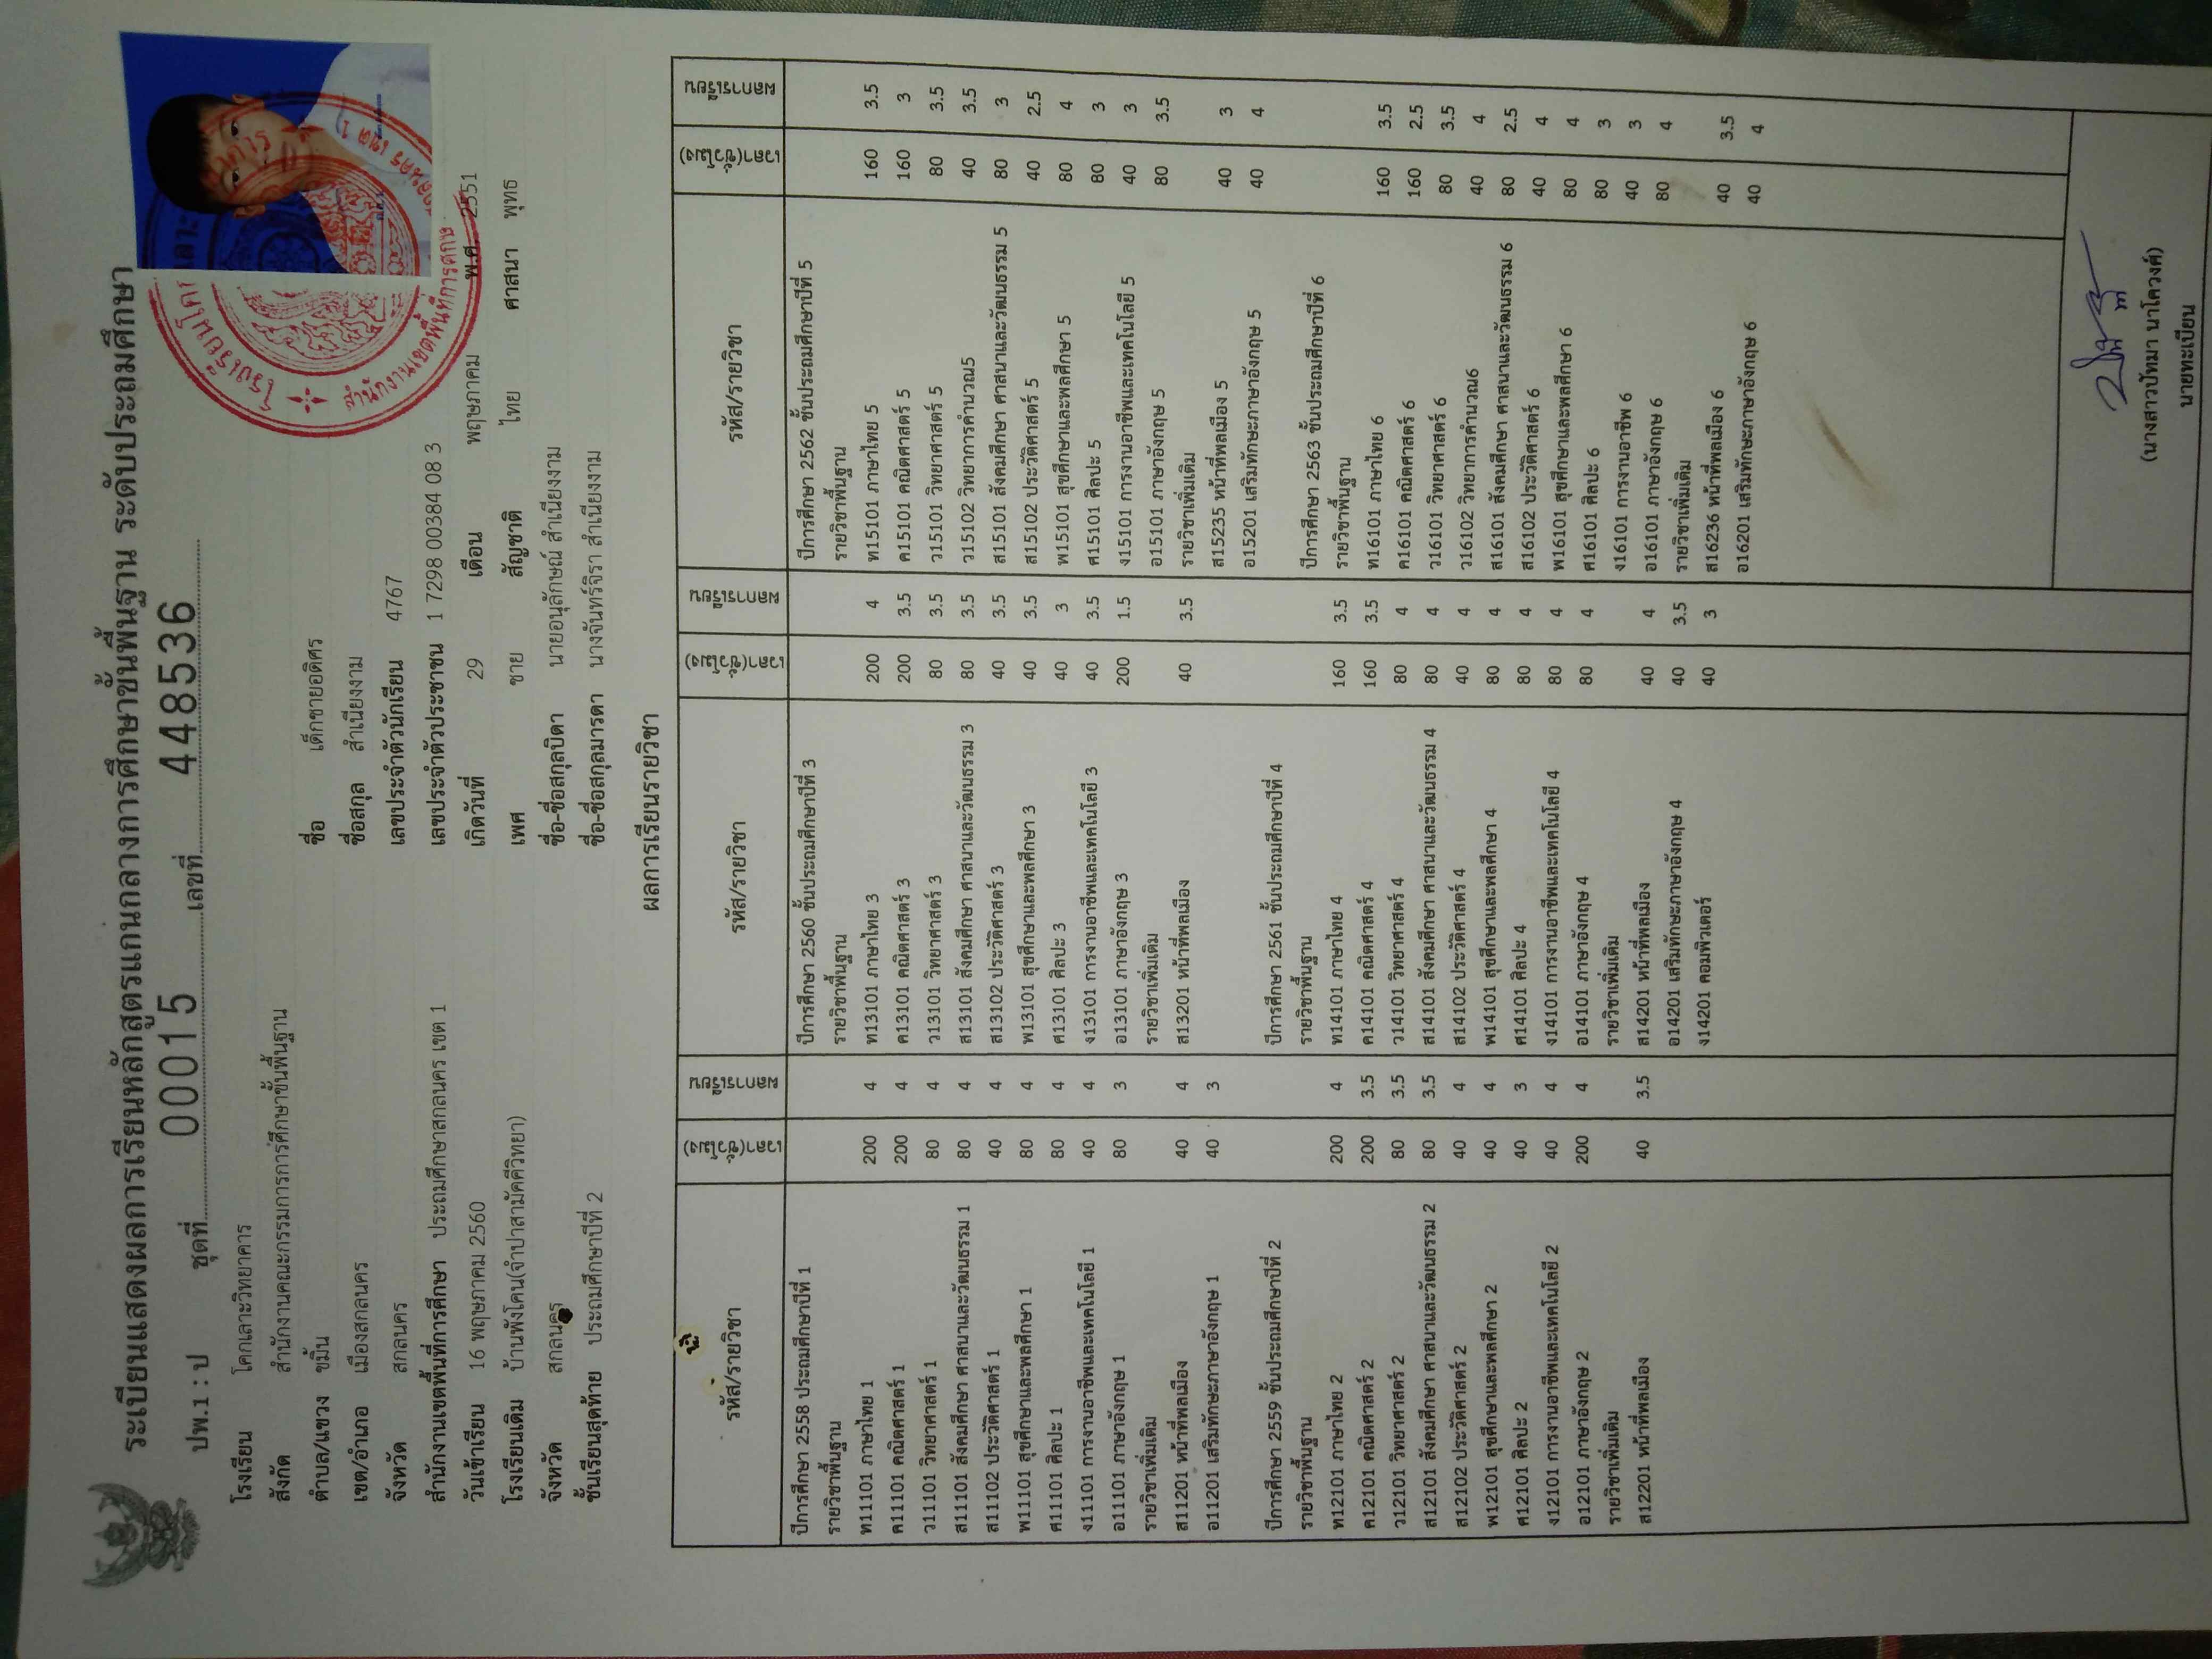 ระเบียนแสดงผลการเรียนหลักสูตรแกนกลางการศึกษาขั้นพื้นฐาน ระดับประถมศึกษา
ปพ.1 : ป ชุดที่ 00015 เลขที่ 448536
โรงเรียน โคกเลาะวิทยาคาร
สังกัด สำนักงานคณะกรรมการการศึกษาขั้นพื้นฐาน
ตำบล/แขวง ขมิ้น
เขต/อำเภอ เมืองสกลนคร
จังหวัด สกลนคร
สำนักงานเขตพื้นที่การศึกษา ประถมศึกษาสกลนคร เขต 1
วันเข้าเรียน 16 พฤษภาคม 2560
โรงเรียนเดิม บ้านพังโคน(จำปาสามัคคีวิทยา)
จังหวัด สกลนคร
ชั้นเรียนสุดท้าย ประถมศึกษาปีที่ 2
ชื่อ เด็กชายอดิศร
ชื่อสกุล สำเนียงงาม
เลขประจำตัวนักเรียน 4767
เลขประจำตัวประชาชน 1 7298 00384 08 3
เกิดวันที่ 29 เดือน พฤษภาคม พ.ศ. 2551
เพศ ชาย สัญชาติ ไทย ศาสนา พุทธ
ชื่อ-ชื่อสกุลบิดา นายอนุลักษณ์ สำเนียงงาม
ชื่อ-ชื่อสกุลมารดา นางจันทร์จิรา สำเนียงงาม
โรงเรียนโคก
สำนักงานเขตพื้นที่การศึกษ
ผลการเรียนรายวิชา
รหัส/รายวิชา เวลา(ชั่วโมง) ผลการเรียน
ปีการศึกษา 2558 ประถมศึกษาปีที่ 1
รายวิชาพื้นฐาน
ท11101 ภาษาไทย 1 200 4
ค11101 คณิตศาสตร์ 1 200 4
ว11101 วิทยาศาสตร์ 1 80 4
ส11101 สังคมศึกษา ศาสนาและวัฒนธรรม 1 80 4
ส11102 ประวัติศาสตร์ 1 40 4
พ11101 สุขศึกษาและพลศึกษา 1 80 4
ศ11101 ศิลปะ 1 80 4
ง11101 การงานอาชีพและเทคโนโลยี 1 40 4
อ11101 ภาษาอังกฤษ 1 80 3
รายวิชาเพิ่มเติม
ส11201 หน้าที่พลเมือง 40 4
อ11201 เสริมทักษะภาษาอังกฤษ 1 40 3
ปีการศึกษา 2559 ชั้นประถมศึกษาปีที่ 2
รายวิชาพื้นฐาน
ท12101 ภาษาไทย 2 200 4
ค12101 คณิตศาสตร์ 2 200 3.5
ว12101 วิทยาศาสตร์ 2 80 3.5
ส12101 สังคมศึกษา ศาสนาและวัฒนธรรม 2 80 3.5
ส12102 ประวัติศาสตร์ 2 40 4
พ12101 สุขศึกษาและพลศึกษา 2 40 4
ศ12101 ศิลปะ 2 40 3
ง12101 การงานอาชีพและเทคโนโลยี 2 40 4
อ12101 ภาษาอังกฤษ 2 200 4
รายวิชาเพิ่มเติม
ส12201 หน้าที่พลเมือง 40 3.5
รหัส/รายวิชา เวลา(ชั่วโมง) ผลการเรียน
ปีการศึกษา 2560 ชั้นประถมศึกษาปีที่ 3
รายวิชาพื้นฐาน
ท13101 ภาษาไทย 3 200 4
ค13101 คณิตศาสตร์ 3 200 3.5
ว13101 วิทยาศาสตร์ 3 80 3.5
ส13101 สังคมศึกษา ศาสนาและวัฒนธรรม 3 80 3.5
ส13102 ประวัติศาสตร์ 3 40 3.5
พ13101 สุขศึกษาและพลศึกษา 3 40 3.5
ศ13101 ศิลปะ 3 40 3
ง13101 การงานอาชีพและเทคโนโลยี 3 40 3.5
อ13101 ภาษาอังกฤษ 3 200 1.5
รายวิชาเพิ่มเติม
ส13201 หน้าที่พลเมือง 40 3.5
ปีการศึกษา 2561 ชั้นประถมศึกษาปีที่ 4
รายวิชาพื้นฐาน
ท14101 ภาษาไทย 4 160 3.5
ค14101 คณิตศาสตร์ 4 160 3.5
ว14101 วิทยาศาสตร์ 4 80 4
ส14101 สังคมศึกษา ศาสนาและวัฒนธรรม 4 80 4
ส14102 ประวัติศาสตร์ 4 40 4
พ14101 สุขศึกษาและพลศึกษา 4 80 4
ศ14101 ศิลปะ 4 80 4
ง14101 การงานอาชีพและเทคโนโลยี 4 80 4
อ14101 ภาษาอังกฤษ 4 80 4
รายวิชาเพิ่มเติม
ส14201 หน้าที่พลเมือง 40 4
อ14201 เสริมทักษะภาษาอังกฤษ 4 40 3.5
ง14201 คอมพิวเตอร์ 40 3
รหัส/รายวิชา เวลา(ชั่วโมง) ผลการเรียน
ปีการศึกษา 2562 ชั้นประถมศึกษาปีที่ 5
รายวิชาพื้นฐาน
ท15101 ภาษาไทย 5 160 3.5
ค15101 คณิตศาสตร์ 5 160 3
ว15101 วิทยาศาสตร์ 5 80 3.5
ว15102 วิทยาการคำนวณ5 40 3.5
ส15101 สังคมศึกษา ศาสนาและวัฒนธรรม 5 80 3
ส15102 ประวัติศาสตร์ 5 40 2.5
พ15101 สุขศึกษาและพลศึกษา 5 80 4
ศ15101 ศิลปะ 5 80 3
ง15101 การงานอาชีพและเทคโนโลยี 5 40 3
อ15101 ภาษาอังกฤษ 5 80 3.5
รายวิชาเพิ่มเติม
ส15235 หน้าที่พลเมือง 5 40 3
อ15201 เสริมทักษะภาษาอังกฤษ 5 40 4
ปีการศึกษา 2563 ชั้นประถมศึกษาปีที่ 6
รายวิชาพื้นฐาน
ท16101 ภาษาไทย 6 160 3.5
ค16101 คณิตศาสตร์ 6 160 2.5
ว16101 วิทยาศาสตร์ 6 80 3.5
ว16102 วิทยาการคำนวณ6 40 4
ส16101 สังคมศึกษา ศาสนาและวัฒนธรรม 6 80 2.5
ส16102 ประวัติศาสตร์ 6 40 4
พ16101 สุขศึกษาและพลศึกษา 6 80 4
ศ16101 ศิลปะ 6 80 3
ง16101 การงานอาชีพ 6 40 3
อ16101 ภาษาอังกฤษ 6 80 4
รายวิชาเพิ่มเติม
ส16236 หน้าที่พลเมือง 6 40 3.5
อ16201 เสริมทักษะภาษาอังกฤษ 6 40 4
(นางสาวปัทมา นาโควงค์)
นายทะเบียน